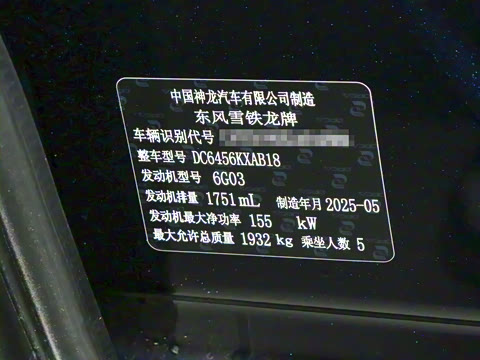 中国神龙汽车有限公司制造
东风雪铁龙牌
车辆识别代号
整车型号 DC6456KXAB18
发动机型号 6G03
发动机排量 1751 mL 制造年月 2025-05
发动机最大净功率 155 kW
最大允许总质量 1932 kg 乘坐人数 5